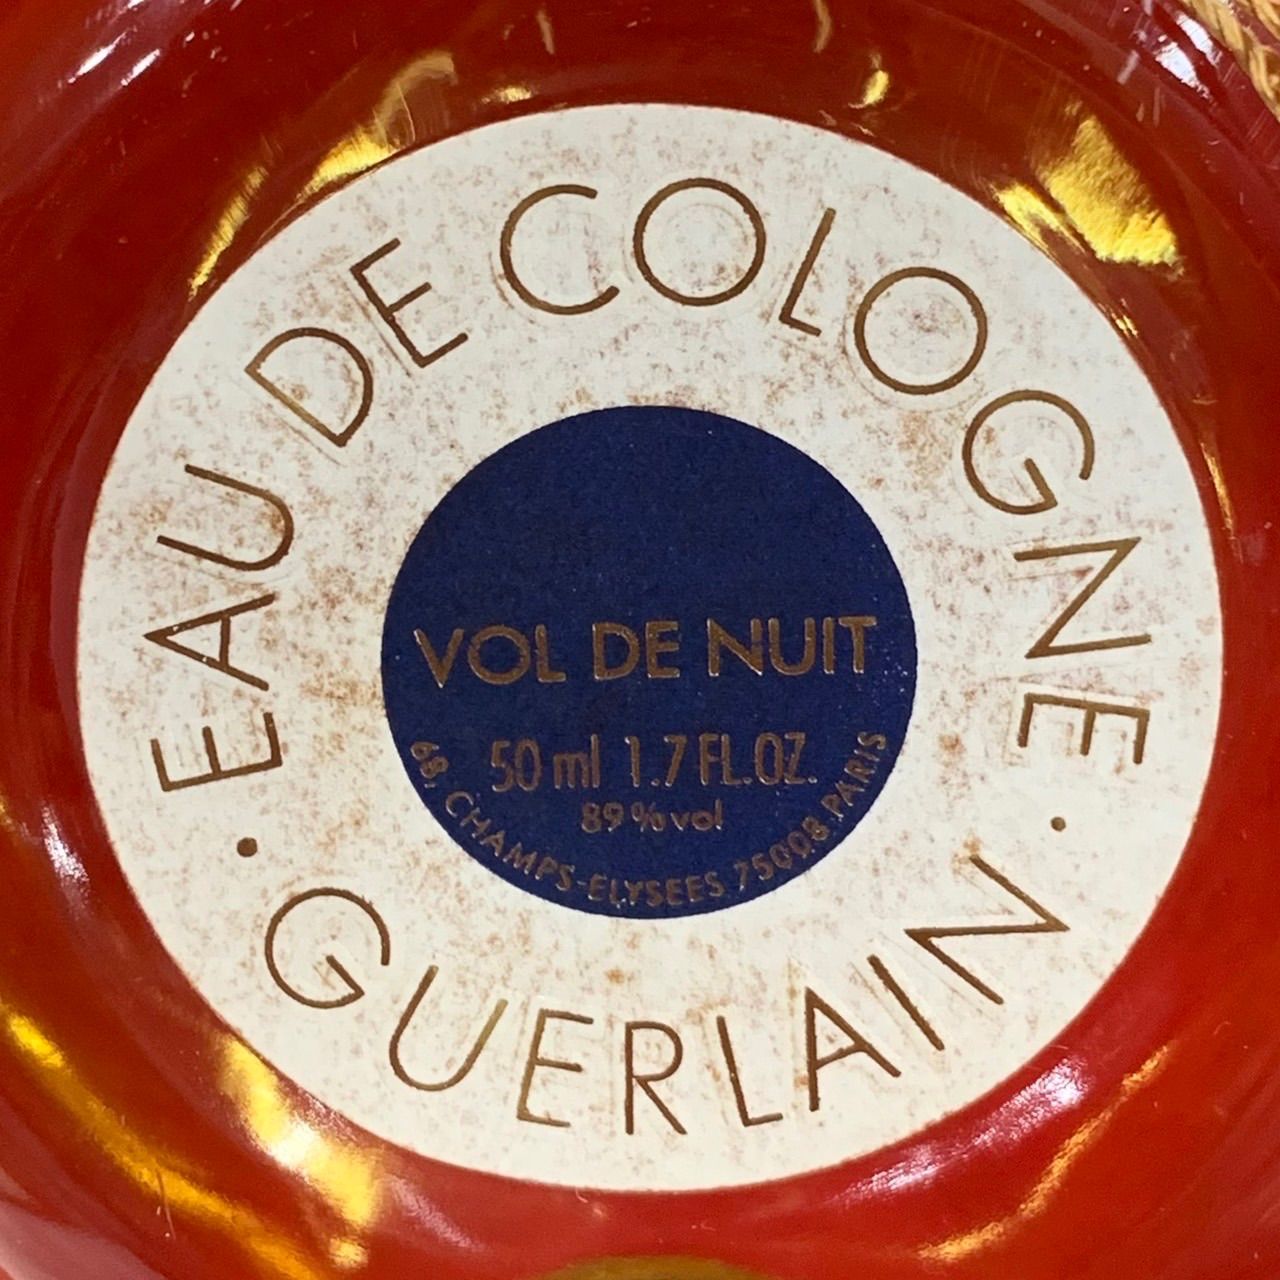 EAU DE COLOGNE
VOL DE NUIT
50 ml 1.7 FL.OZ.
89 % vol
68, CHAMPS-ELYSEES 75008 PARIS
• GUERLAIN •